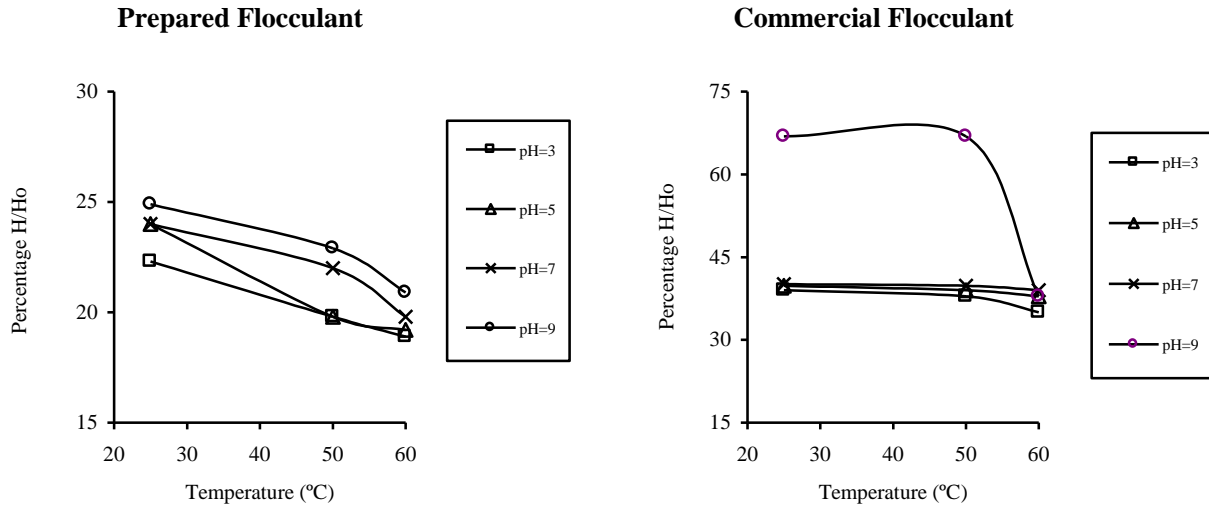 Prepared Flocculant
30
25
20
15
20 30 40 50 60
Percentage H/Ho
Temperature (ºC)
pH=3
pH=5
pH=7
pH=9
Commercial Flocculant
75
60
45
30
15
20 30 40 50 60
Percentage H/Ho
Temperature (ºC)
pH=3
pH=5
pH=7
pH=9